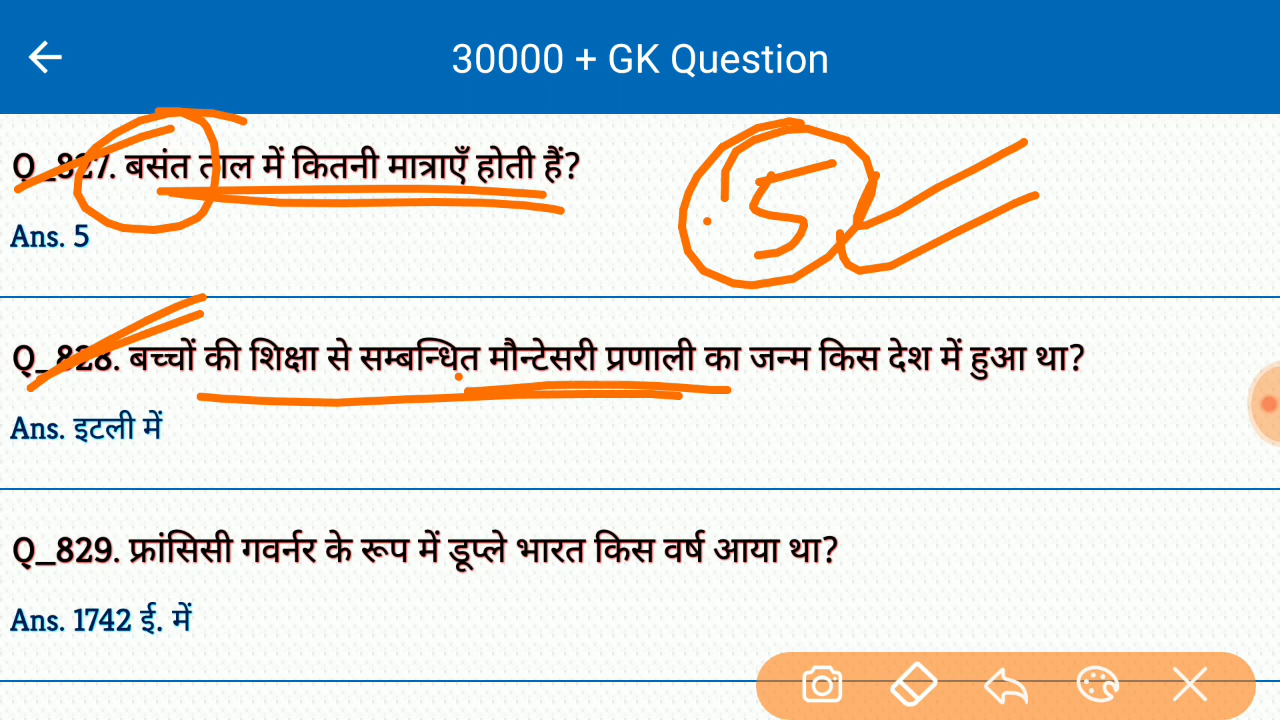 30000 + GK Question
Q_827. बसंत ताल में कितनी मात्राएँ होती हैं?
5
Ans. 5
Q_828. बच्चों की शिक्षा से सम्बन्धित मौन्टेसरी प्रणाली का जन्म किस देश में हुआ था?
Ans. इटली में
Q_829. फ्रांसिसी गवर्नर के रूप में डूप्ले भारत किस वर्ष आया था?
Ans. 1742 ई. में